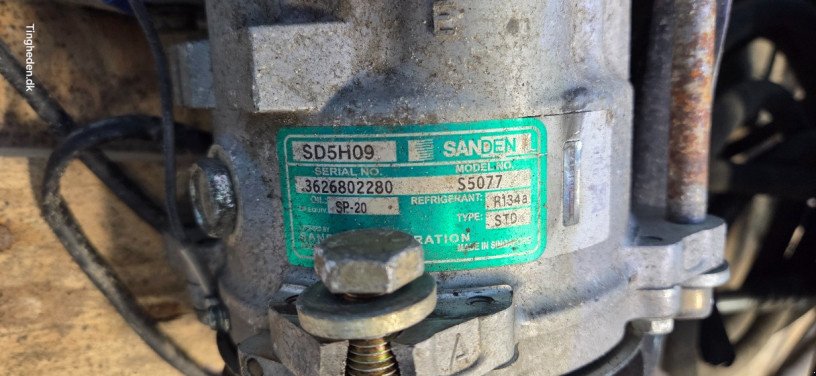 Tingheden.dk
SD5H09 SANDEN
SERIAL NO. MODEL NO.
3626802280 S5077
OIL: SP-20 REFRIGERANT: R134a
EQUIV. TYPE: STD.
MADE IN SINGAPORE
A